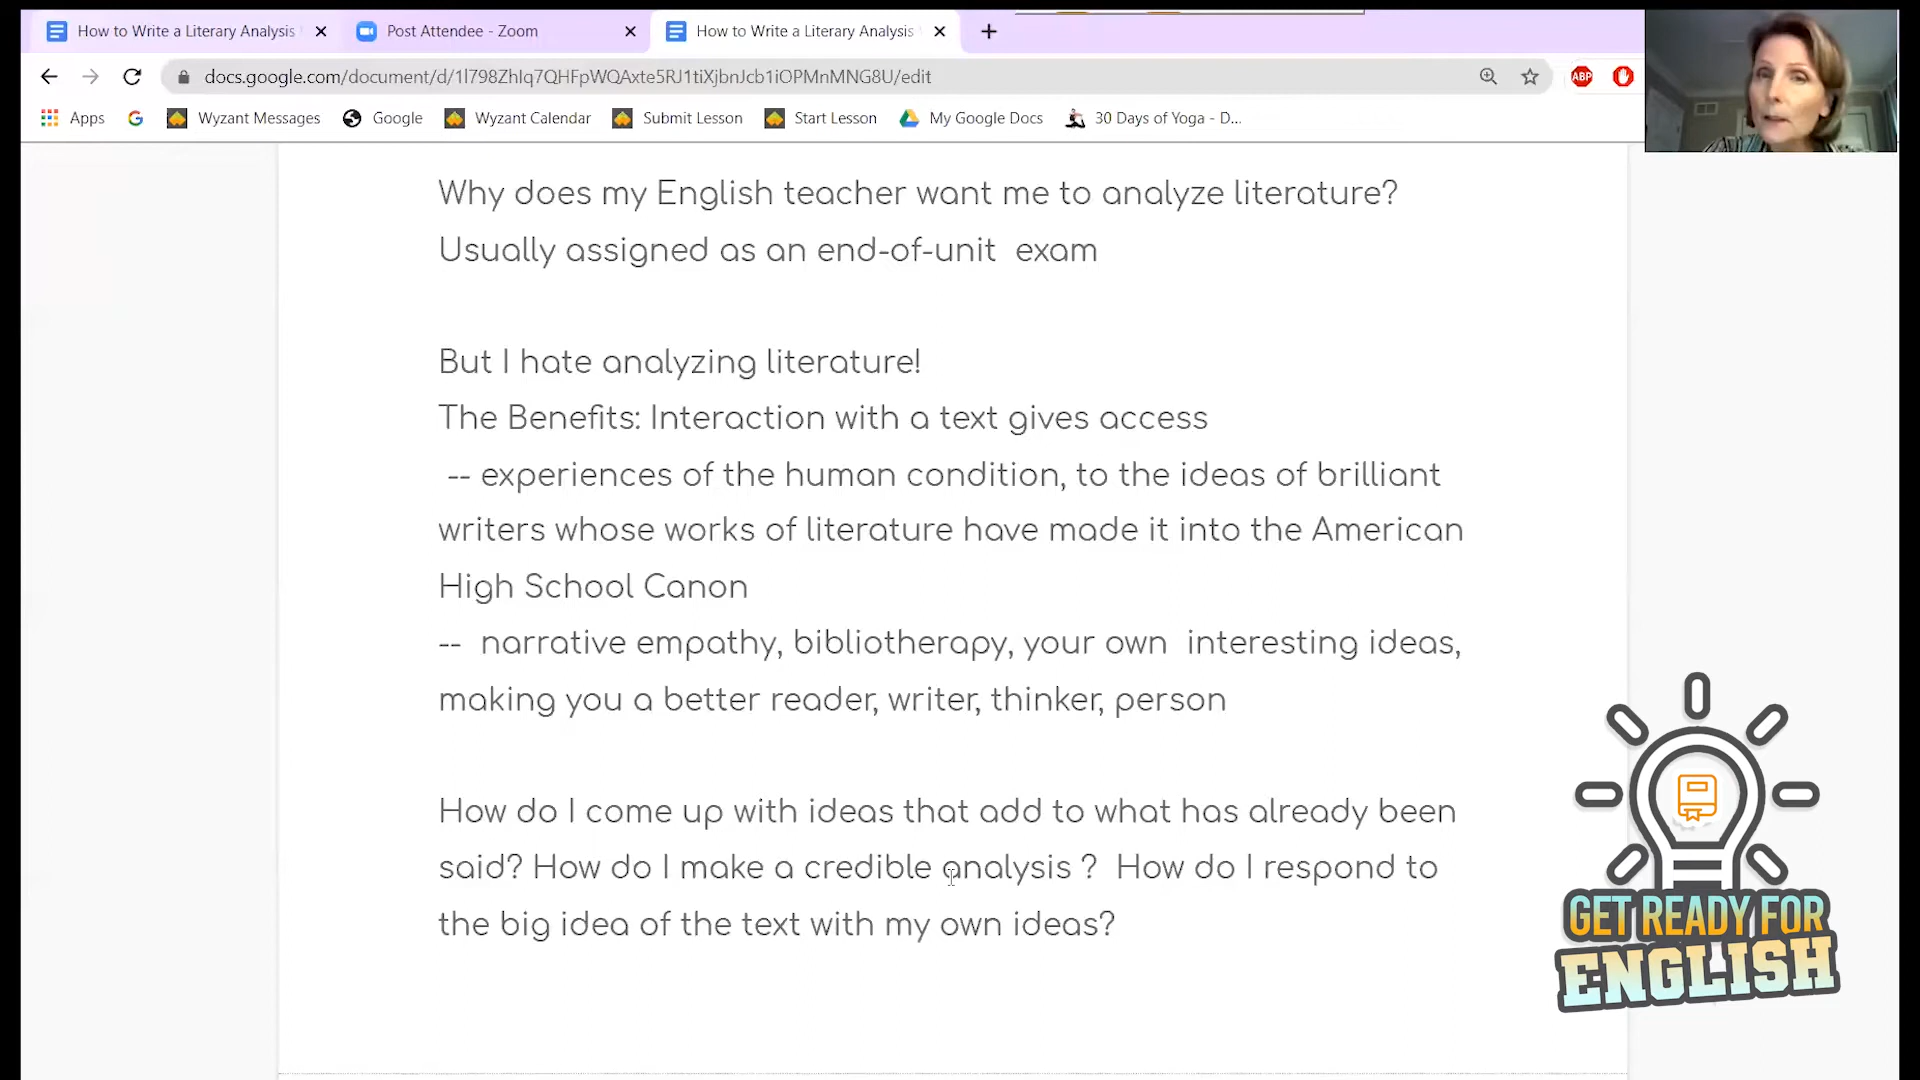 How to Write a Literary Analysis
Post Attendee - Zoom
How to Write a Literary Analysis
docs.google.com/document/d/1l798ZhIq7QHFpWQAxte5RJ1tiXjbnJcb1iOPMnMNG8U/edit
ABP
Apps
Wyzant Messages
Google
Wyzant Calendar
Submit Lesson
Start Lesson
My Google Docs
30 Days of Yoga - D...
Why does my English teacher want me to analyze literature?
Usually assigned as an end-of-unit  exam
But I hate analyzing literature!
The Benefits: Interaction with a text gives access
-- experiences of the human condition, to the ideas of brilliant
writers whose works of literature have made it into the American
High School Canon
--  narrative empathy, bibliotherapy, your own  interesting ideas,
making you a better reader, writer, thinker, person
How do I come up with ideas that add to what has already been
said? How do I make a credible analysis ?  How do I respond to
the big idea of the text with my own ideas?
GET READY FOR
ENGLISH